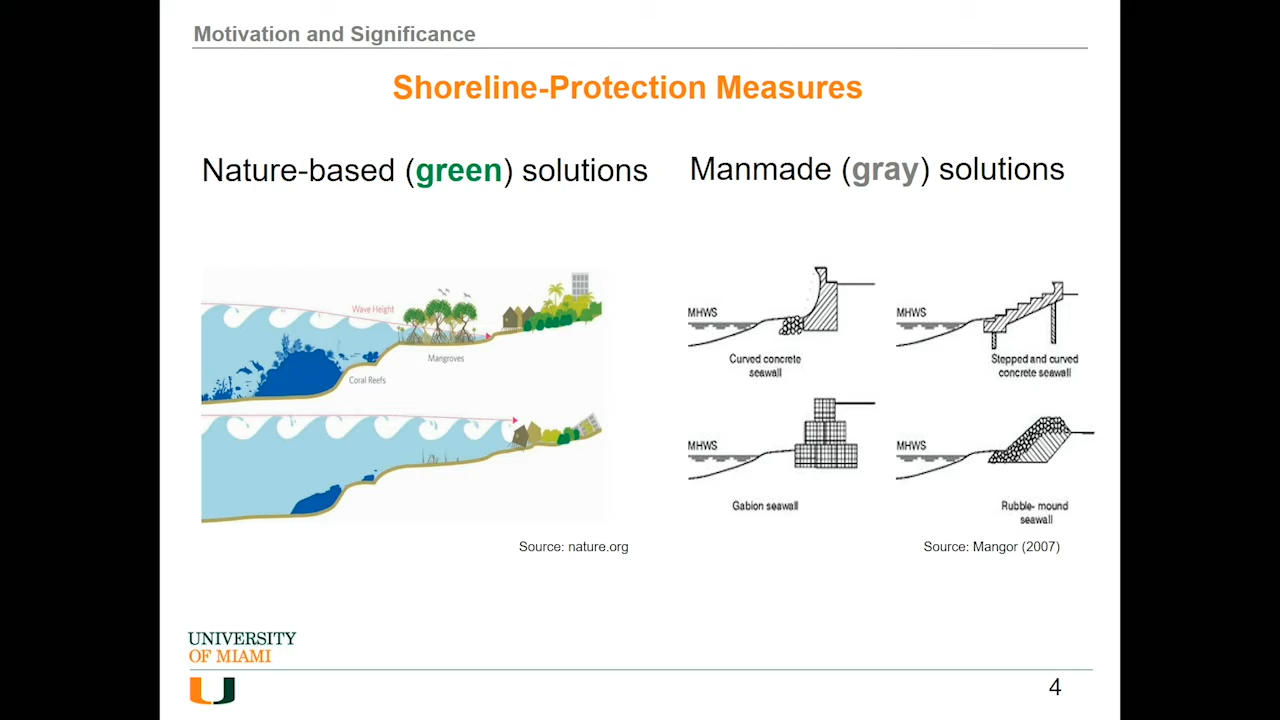 Motivation and Significance
Shoreline-Protection Measures
Nature-based (green) solutions
Manmade (gray) solutions
Wave Height
Mangroves
Coral Reefs
Source: nature.org
MHWS
Curved concrete
seawall
MHWS
Stepped and curved
concrete seawall
MHWS
Gabion seawall
MHWS
Rubble- mound
seawall
Source: Mangor (2007)
UNIVERSITY
OF MIAMI
4